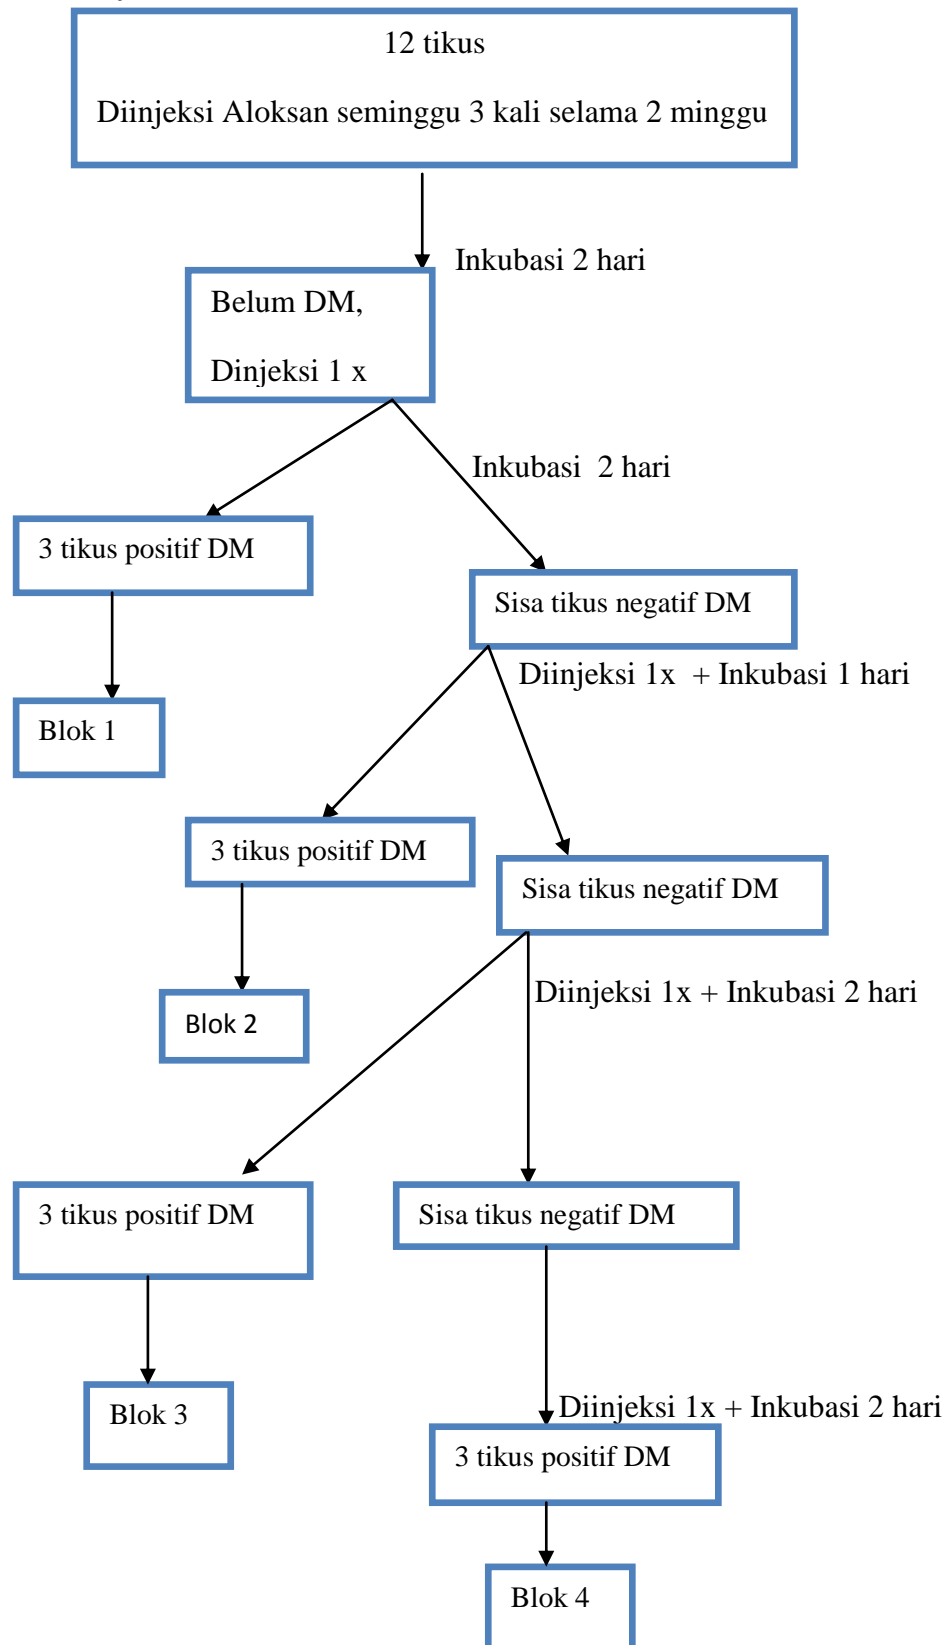 12 tikus
Diinjeksi Aloksan seminggu 3 kali selama 2 minggu
Inkubasi 2 hari
Belum DM,
Dinjeksi 1 x
Inkubasi 2 hari
3 tikus positif DM
Sisa tikus negatif DM
Diinjeksi 1x + Inkubasi 1 hari
Blok 1
3 tikus positif DM
Sisa tikus negatif DM
Diinjeksi 1x + Inkubasi 2 hari
Blok 2
3 tikus positif DM
Sisa tikus negatif DM
Blok 3
Diinjeksi 1x + Inkubasi 2 hari
3 tikus positif DM
Blok 4